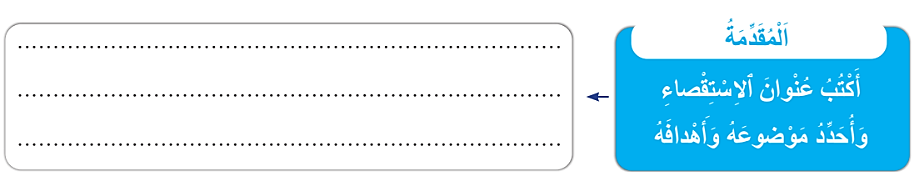 اَلْمُقَدِّمَةُ
أَكْتُبُ عُنْوانَ ٱلِاسْتِقْصاءِ
وَأُحَدِّدُ مَوْضوعَهُ وَأَهْدافَهُ